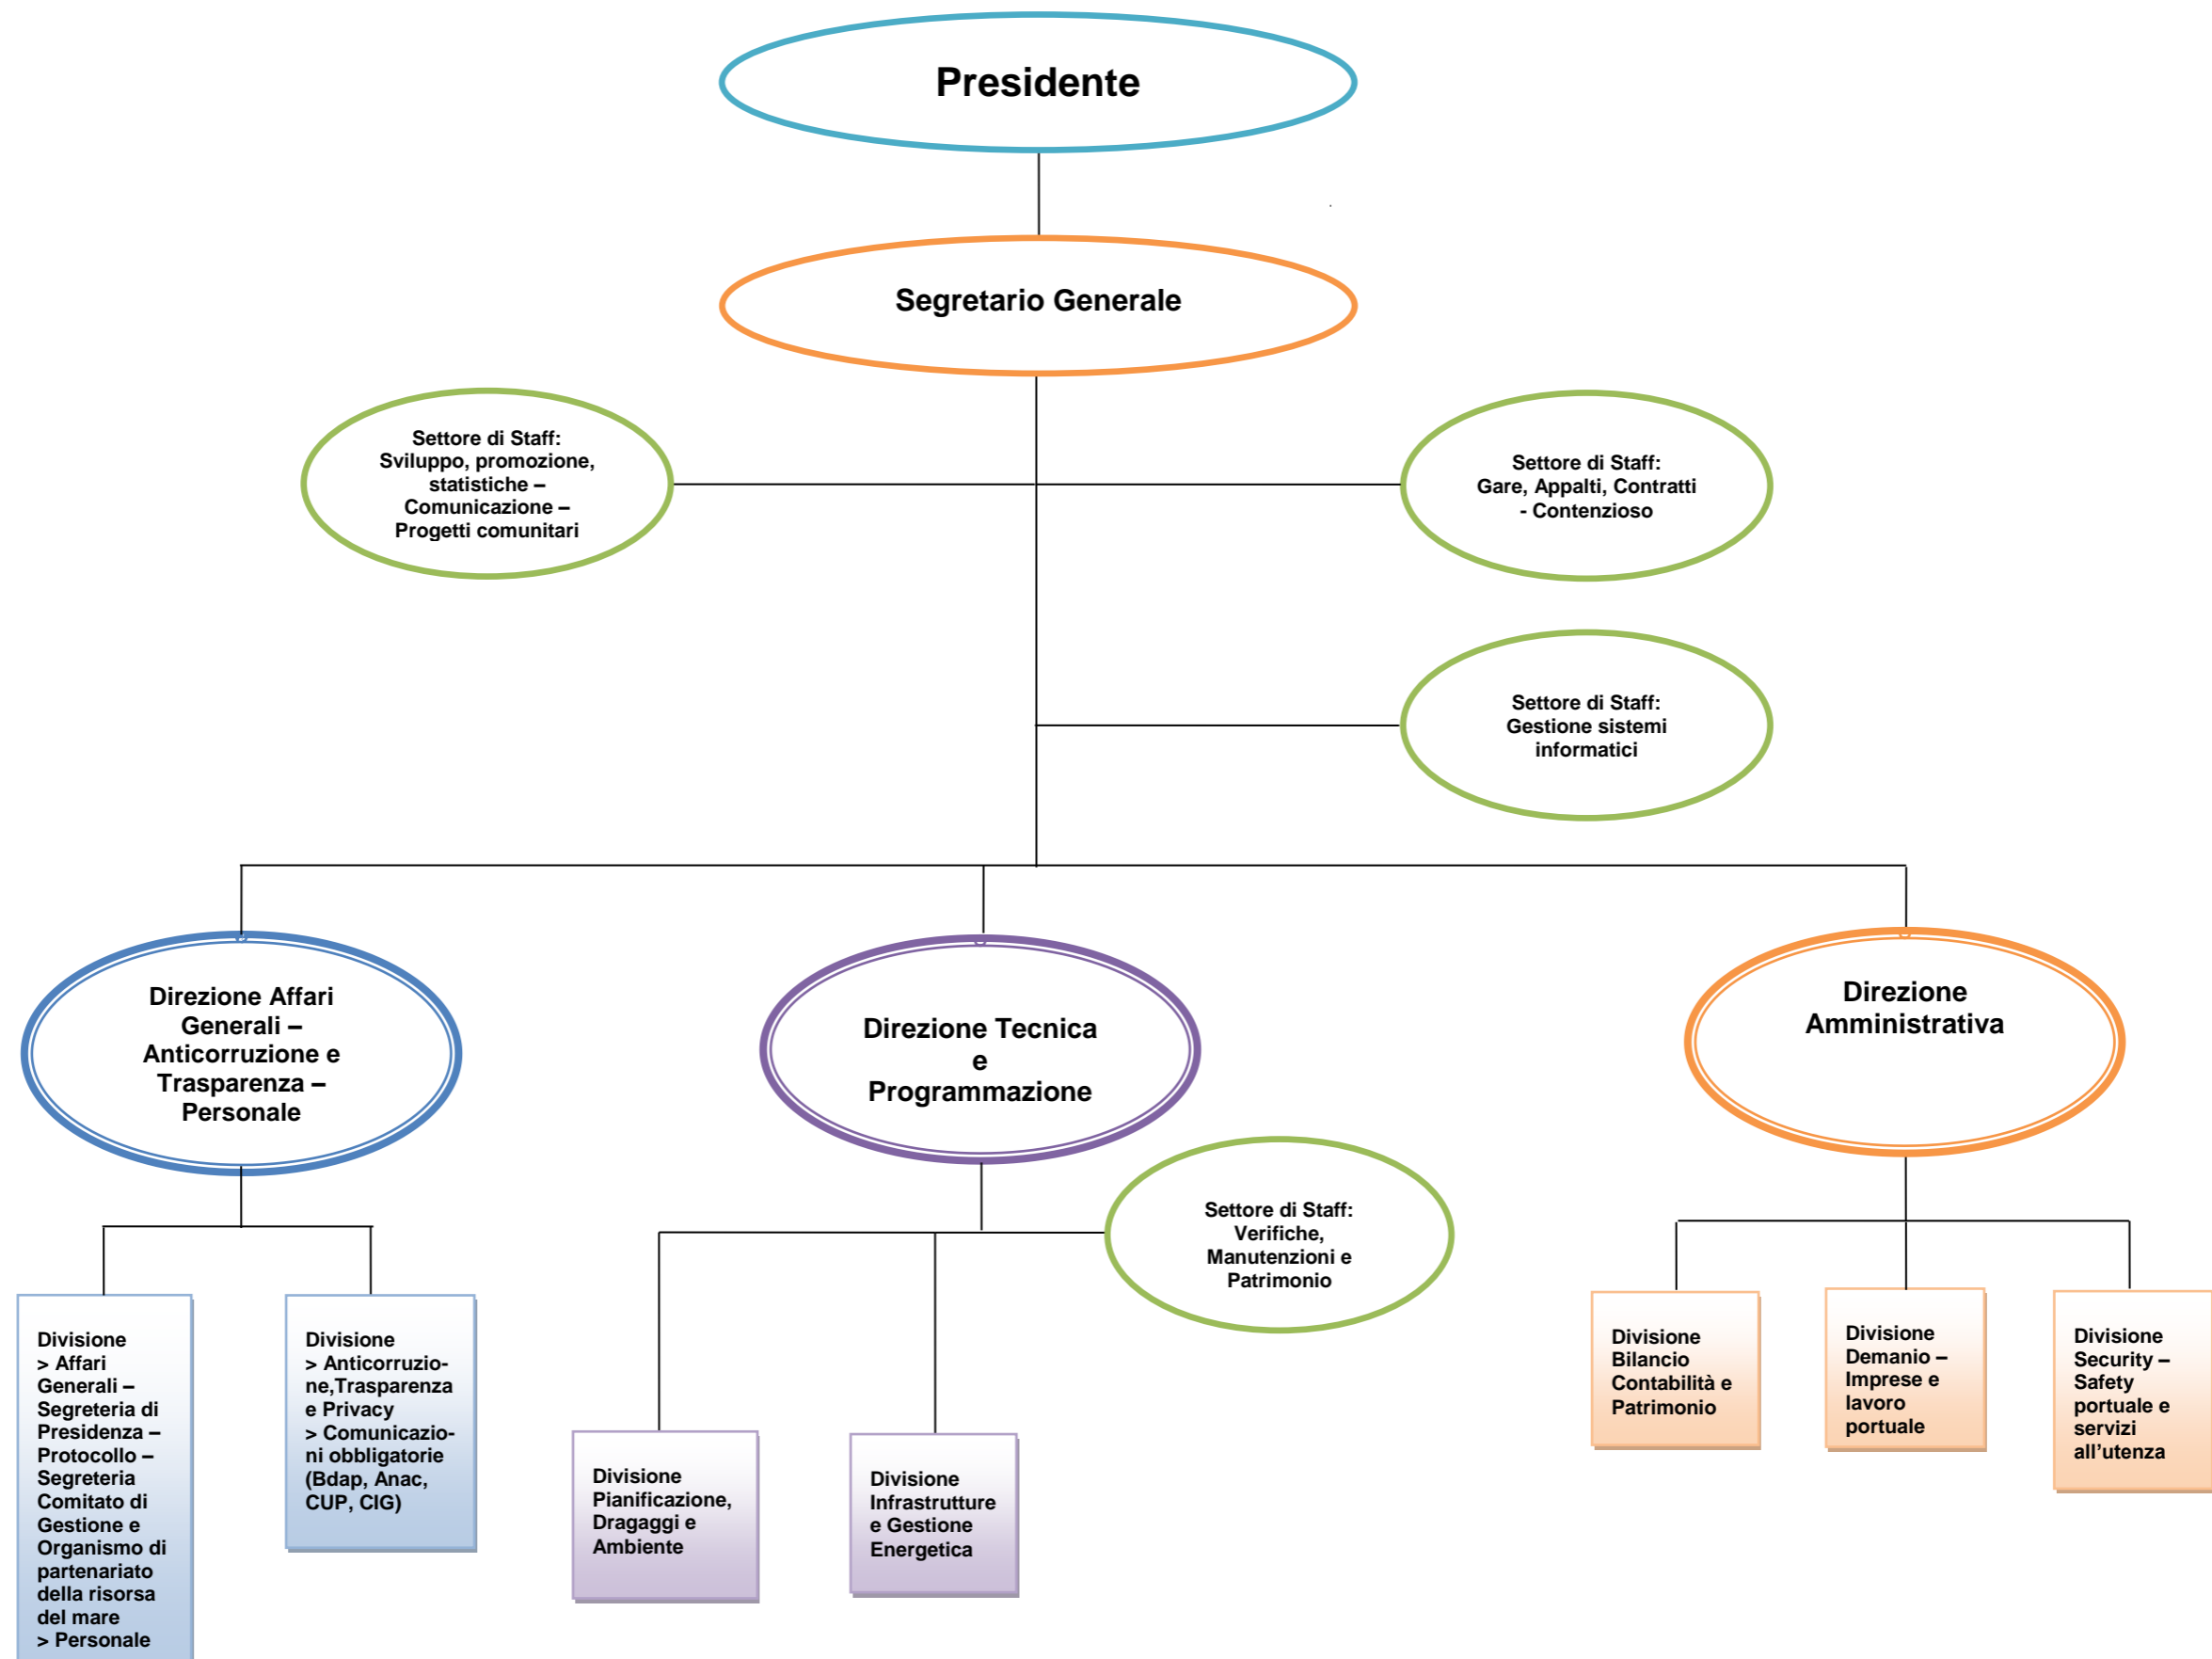 Presidente
Segretario Generale
Settore di Staff:
Sviluppo, promozione,
statistiche –
Comunicazione –
Progetti comunitari
Settore di Staff:
Gare, Appalti, Contratti
- Contenzioso
Settore di Staff:
Gestione sistemi
informatici
Direzione Affari
Generali –
Anticorruzione e
Trasparenza –
Personale
Direzione Tecnica
e
Programmazione
Direzione
Amministrativa
Settore di Staff:
Verifiche,
Manutenzioni e
Patrimonio
Divisione
> Affari
Generali –
Segreteria di
Presidenza –
Protocollo –
Segreteria
Comitato di
Gestione e
Organismo di
partenariato
della risorsa
del mare
> Personale
Divisione
> Anticorruzio-
ne,Trasparenza
e Privacy
> Comunicazio-
ni obbligatorie
(Bdap, Anac,
CUP, CIG)
Divisione
Pianificazione,
Dragaggi e
Ambiente
Divisione
Infrastrutture
e Gestione
Energetica
Divisione
Bilancio
Contabilità e
Patrimonio
Divisione
Demanio –
Imprese e
lavoro
portuale
Divisione
Security –
Safety
portuale e
servizi
all’utenza